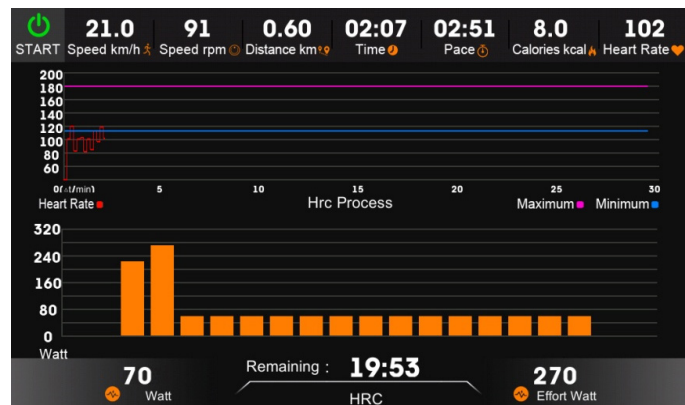 21.0 91 0.60 02:07 02:51 8.0 102
START Speed km/h Speed rpm Distance km Time Pace Calories kcal Heart Rate
200
180
160
140
120
100
80
60
0(at/min) 5 10 15 20 25 30
Heart Rate Hrc Process Maximum Minimum
320
240
160
80
0
Watt
70 Remaining : 19:53 270
Watt HRC Effort Watt